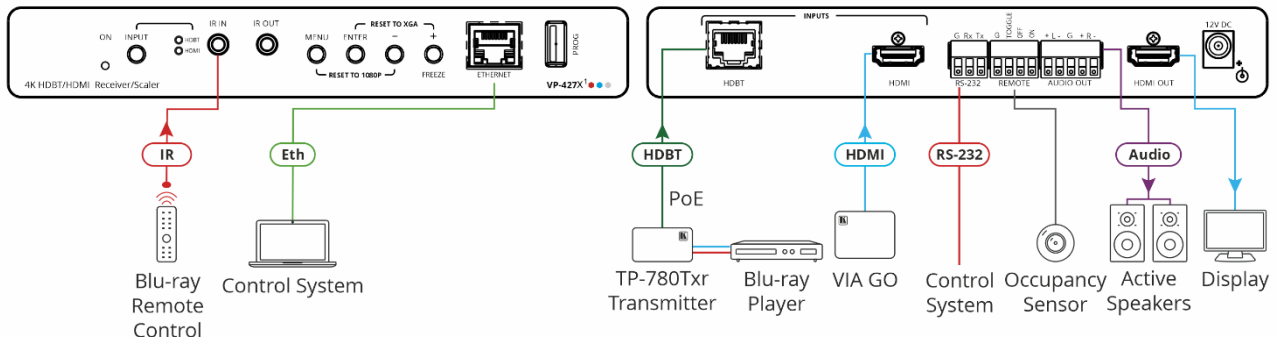 ON INPUT HDBT HDMI IR IN IR OUT
RESET TO XGA
MENU ENTER − +
RESET TO 1080P
FREEZE
ETHERNET
PROG
4K HDBT/HDMI Receiver/Scaler
VP-427X1
IR
Eth
Blu-ray
Remote
Control
Control System
INPUTS
HDBT
HDMI
G Rx Tx
RS-232
G TOGGLE OFF ON
REMOTE
+ L - G + R -
AUDIO OUT
HDMI OUT
12V DC
+
HDBT
PoE
HDMI
RS-232
Audio
K
TP-780Txr
Transmitter
Blu-ray
Player
K
VIA GO
Control
System
Occupancy
Sensor
Active
Speakers
Display